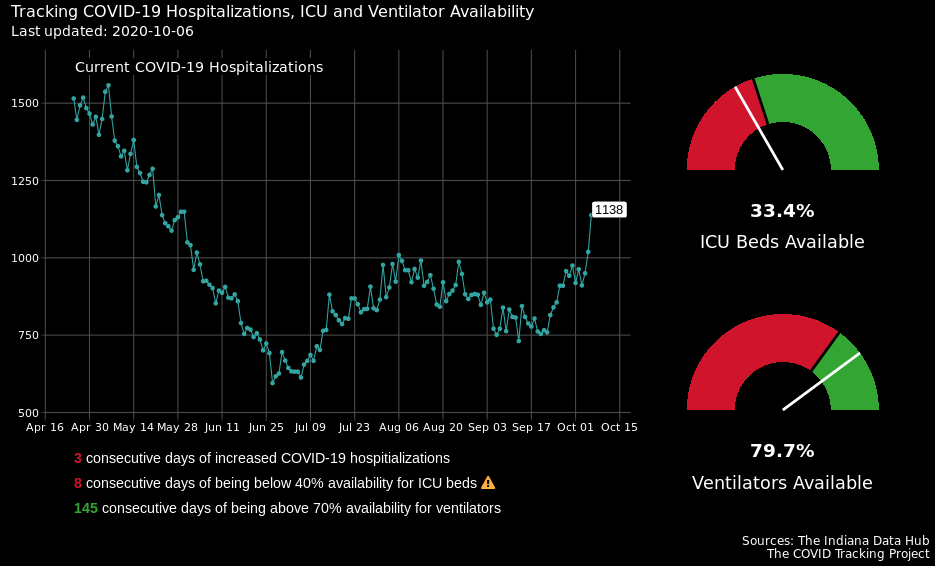 Tracking COVID-19 Hospitalizations, ICU and Ventilator Availability
Last updated: 2020-10-06
Current COVID-19 Hospitalizations
1500
1250
1000
750
500
1138
Apr 16 Apr 30 May 14 May 28 Jun 11 Jun 25 Jul 09 Jul 23 Aug 06 Aug 20 Sep 03 Sep 17 Oct 01 Oct 15
33.4%
ICU Beds Available
79.7%
Ventilators Available
3 consecutive days of increased COVID-19 hospitializations
8 consecutive days of being below 40% availability for ICU beds ⚠
145 consecutive days of being above 70% availability for ventilators
Sources: The Indiana Data Hub
The COVID Tracking Project